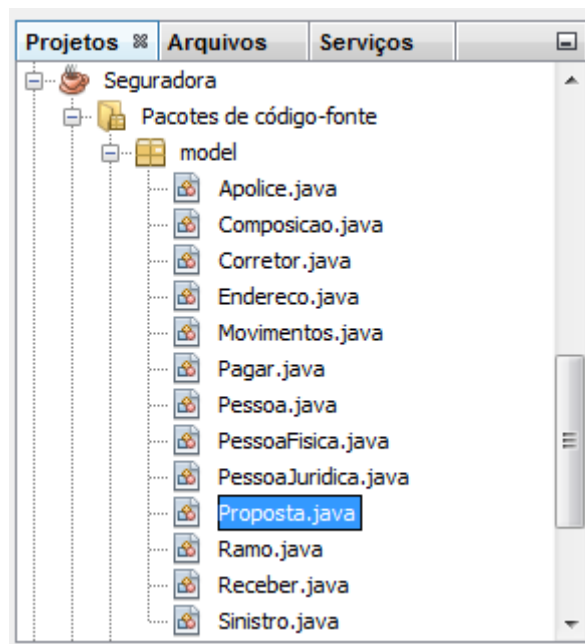 Projetos Arquivos Serviços
Seguradora
Pacotes de código-fonte
model
Apolice.java
Composicao.java
Corretor.java
Endereco.java
Movimentos.java
Pagar.java
Pessoa.java
PessoaFisica.java
PessoaJuridica.java
Proposta.java
Ramo.java
Receber.java
Sinistro.java